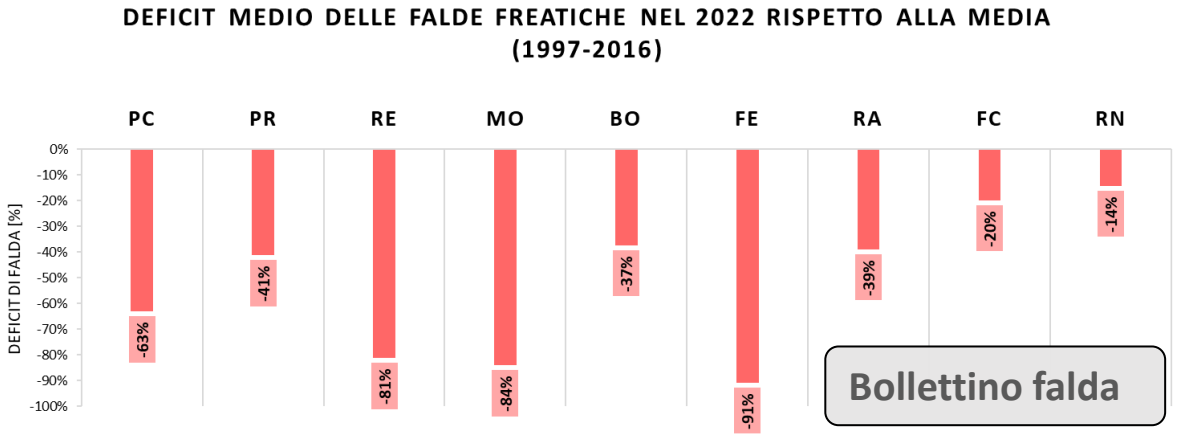 DEFICIT MEDIO DELLE FALDE FREATICHE NEL 2022 RISPETTO ALLA MEDIA
(1997-2016)
PC PR RE MO BO FE RA FC RN
DEFICIT DI FALDA [%]
0%
-10%
-20%
-30%
-40%
-50%
-60%
-70%
-80%
-90%
-100%
-63% -41% -81% -84% -37% -91% -39% -20% -14%
Bollettino falda